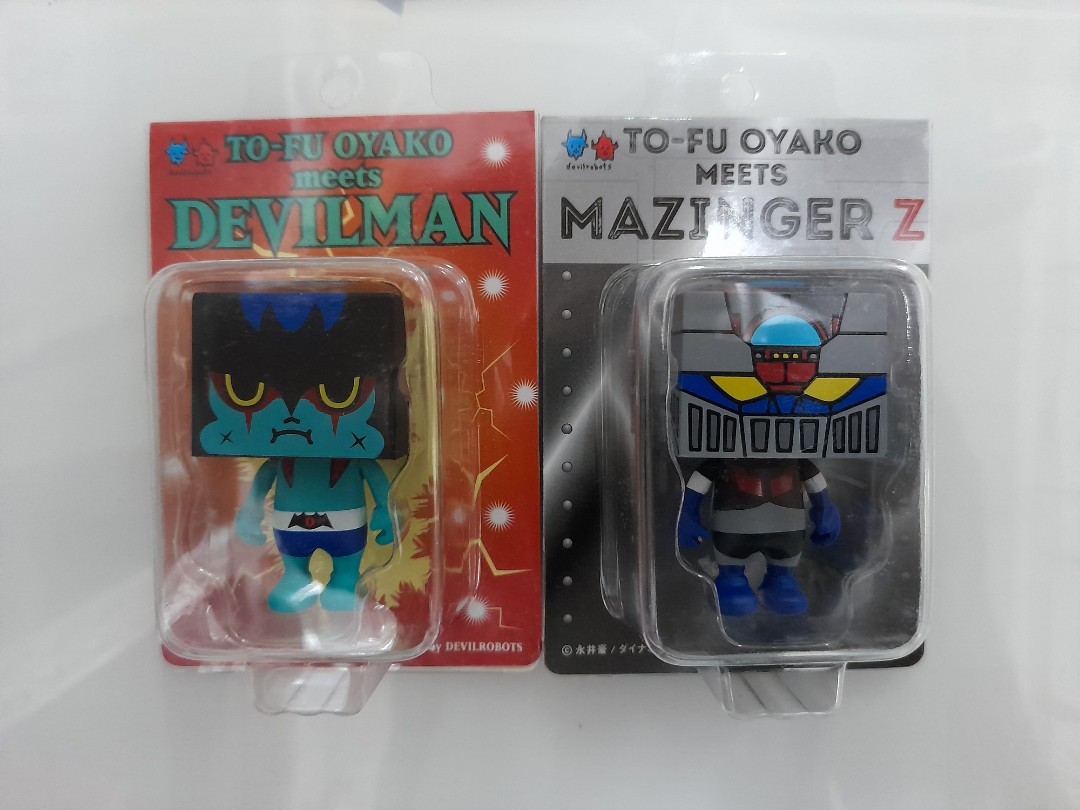 devilrobots
TO-FU OYAKO
meets
DEVILMAN
D
by DEVILROBOTS
devilrobots
TO-FU OYAKO
MEETS
MAZINGER Z
© 永井豪 / ダイナ